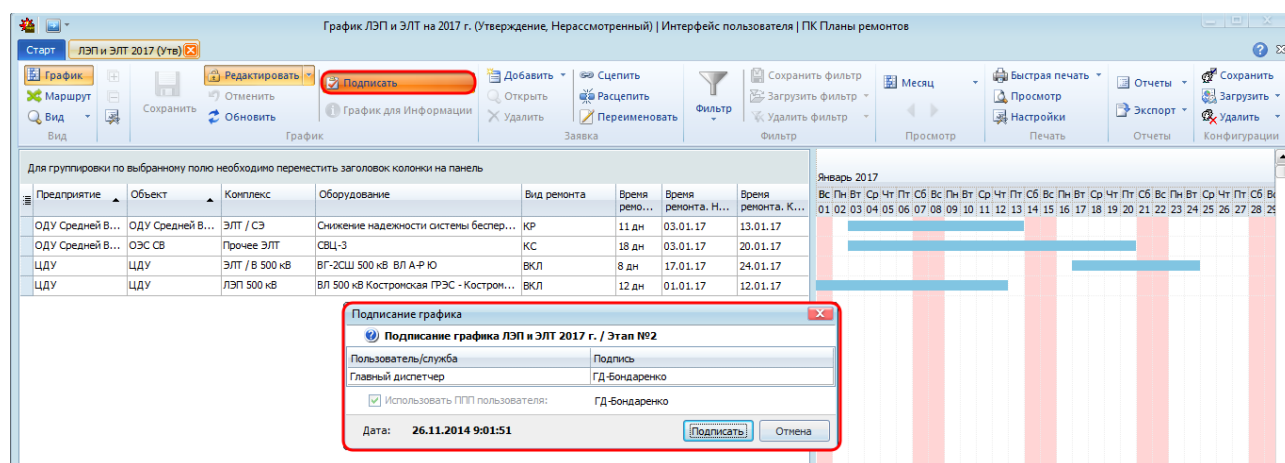 График ЛЭП и ЭЛТ на 2017 г. (Утверждение, Нерассмотренный) | Интерфейс пользователя | ПК Планы ремонтов
Старт ЛЭП и ЭЛТ 2017 (Утв)
График Редактировать Подписать Добавить Сцепить Сохранить фильтр Месяц Быстрая печать Отчеты Сохранить
Маршрут Сохранить Отменить График для Информации Открыть Расцепить Фильтр Загрузить фильтр Просмотр Экспорт Загрузить
Вид Обновить Удалить Переименовать Удалить фильтр Настройки Удалить
Вид График Заявка Фильтр Просмотр Печать Отчеты Конфигурации
Для группировки по выбранному полю необходимо переместить заголовок колонки на панель
Январь 2017
Предприятие Объект Комплекс Оборудование Вид ремонта Время ремо... Время ремонта. Н... Время ремонта. К...
Вс Пн Вт Ср Чт Пт Сб Вс Пн Вт Ср Чт Пт Сб Вс Пн Вт Ср Чт Пт Сб Вс Пн Вт Ср Чт Пт Сб Вс
01 02 03 04 05 06 07 08 09 10 11 12 13 14 15 16 17 18 19 20 21 22 23 24 25 26 27 28 29
ОДУ Средней В... ОДУ Средней В... ЭЛТ / СЭ Снижение надежности системы беспер... КР 11 дн 03.01.17 13.01.17
ОДУ Средней В... ОЭС СВ Прочее ЭЛТ СВЦ-3 КС 18 дн 03.01.17 20.01.17
ЦДУ ЦДУ ЭЛТ / В 500 кВ ВГ-2СШ 500 кВ ВЛ А-Р Ю ВКЛ 8 дн 17.01.17 24.01.17
ЦДУ ЦДУ ЛЭП 500 кВ ВЛ 500 кВ Костромская ГРЭС - Костром... ВКЛ 12 дн 01.01.17 12.01.17
Подписание графика
Подписание графика ЛЭП и ЭЛТ 2017 г. / Этап №2
Пользователь/служба Подпись
Главный диспетчер ГД-Бондаренко
Использовать ППП пользователя: ГД-Бондаренко
Дата: 26.11.2014 9:01:51 Подписать Отмена